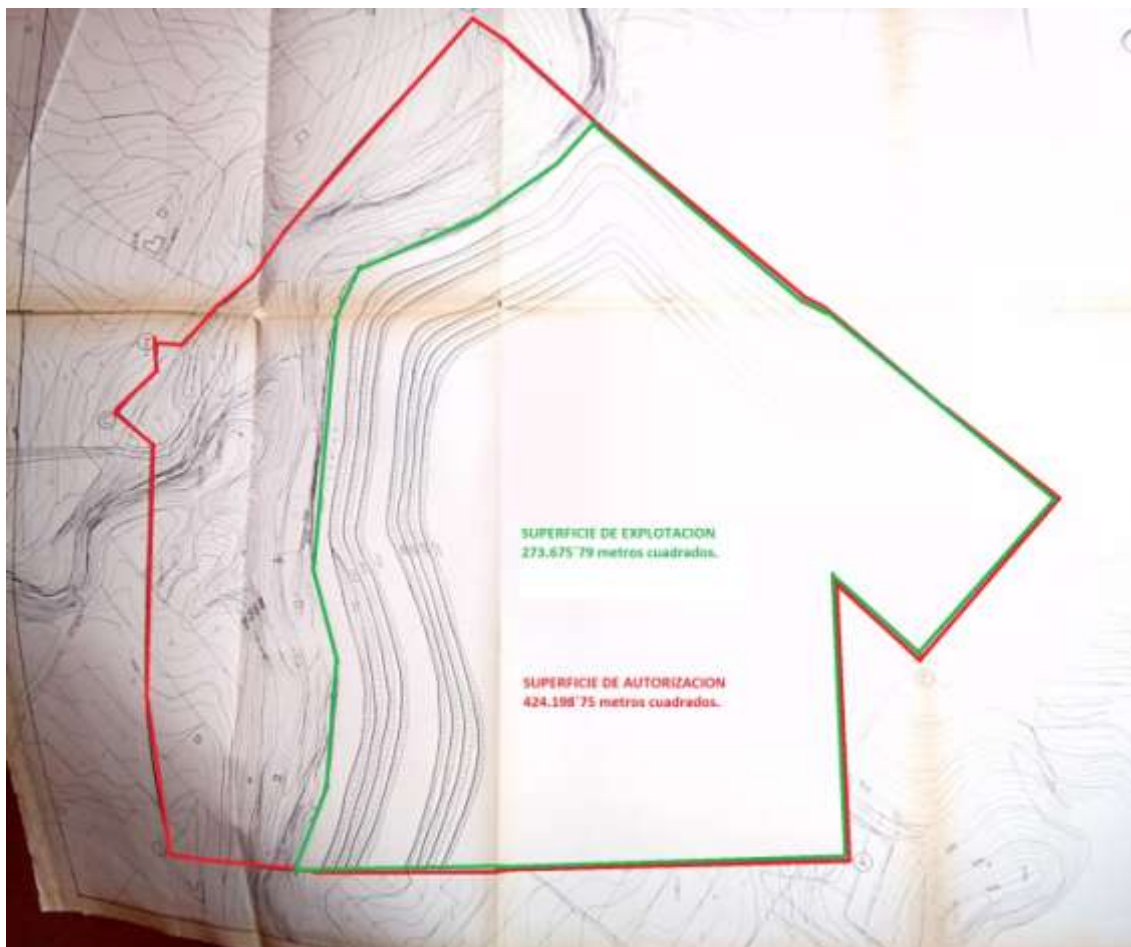 SUPERFICIE DE EXPLOTACION
273.675´79 metros cuadrados.
SUPERFICIE DE AUTORIZACION
424.198´75 metros cuadrados.